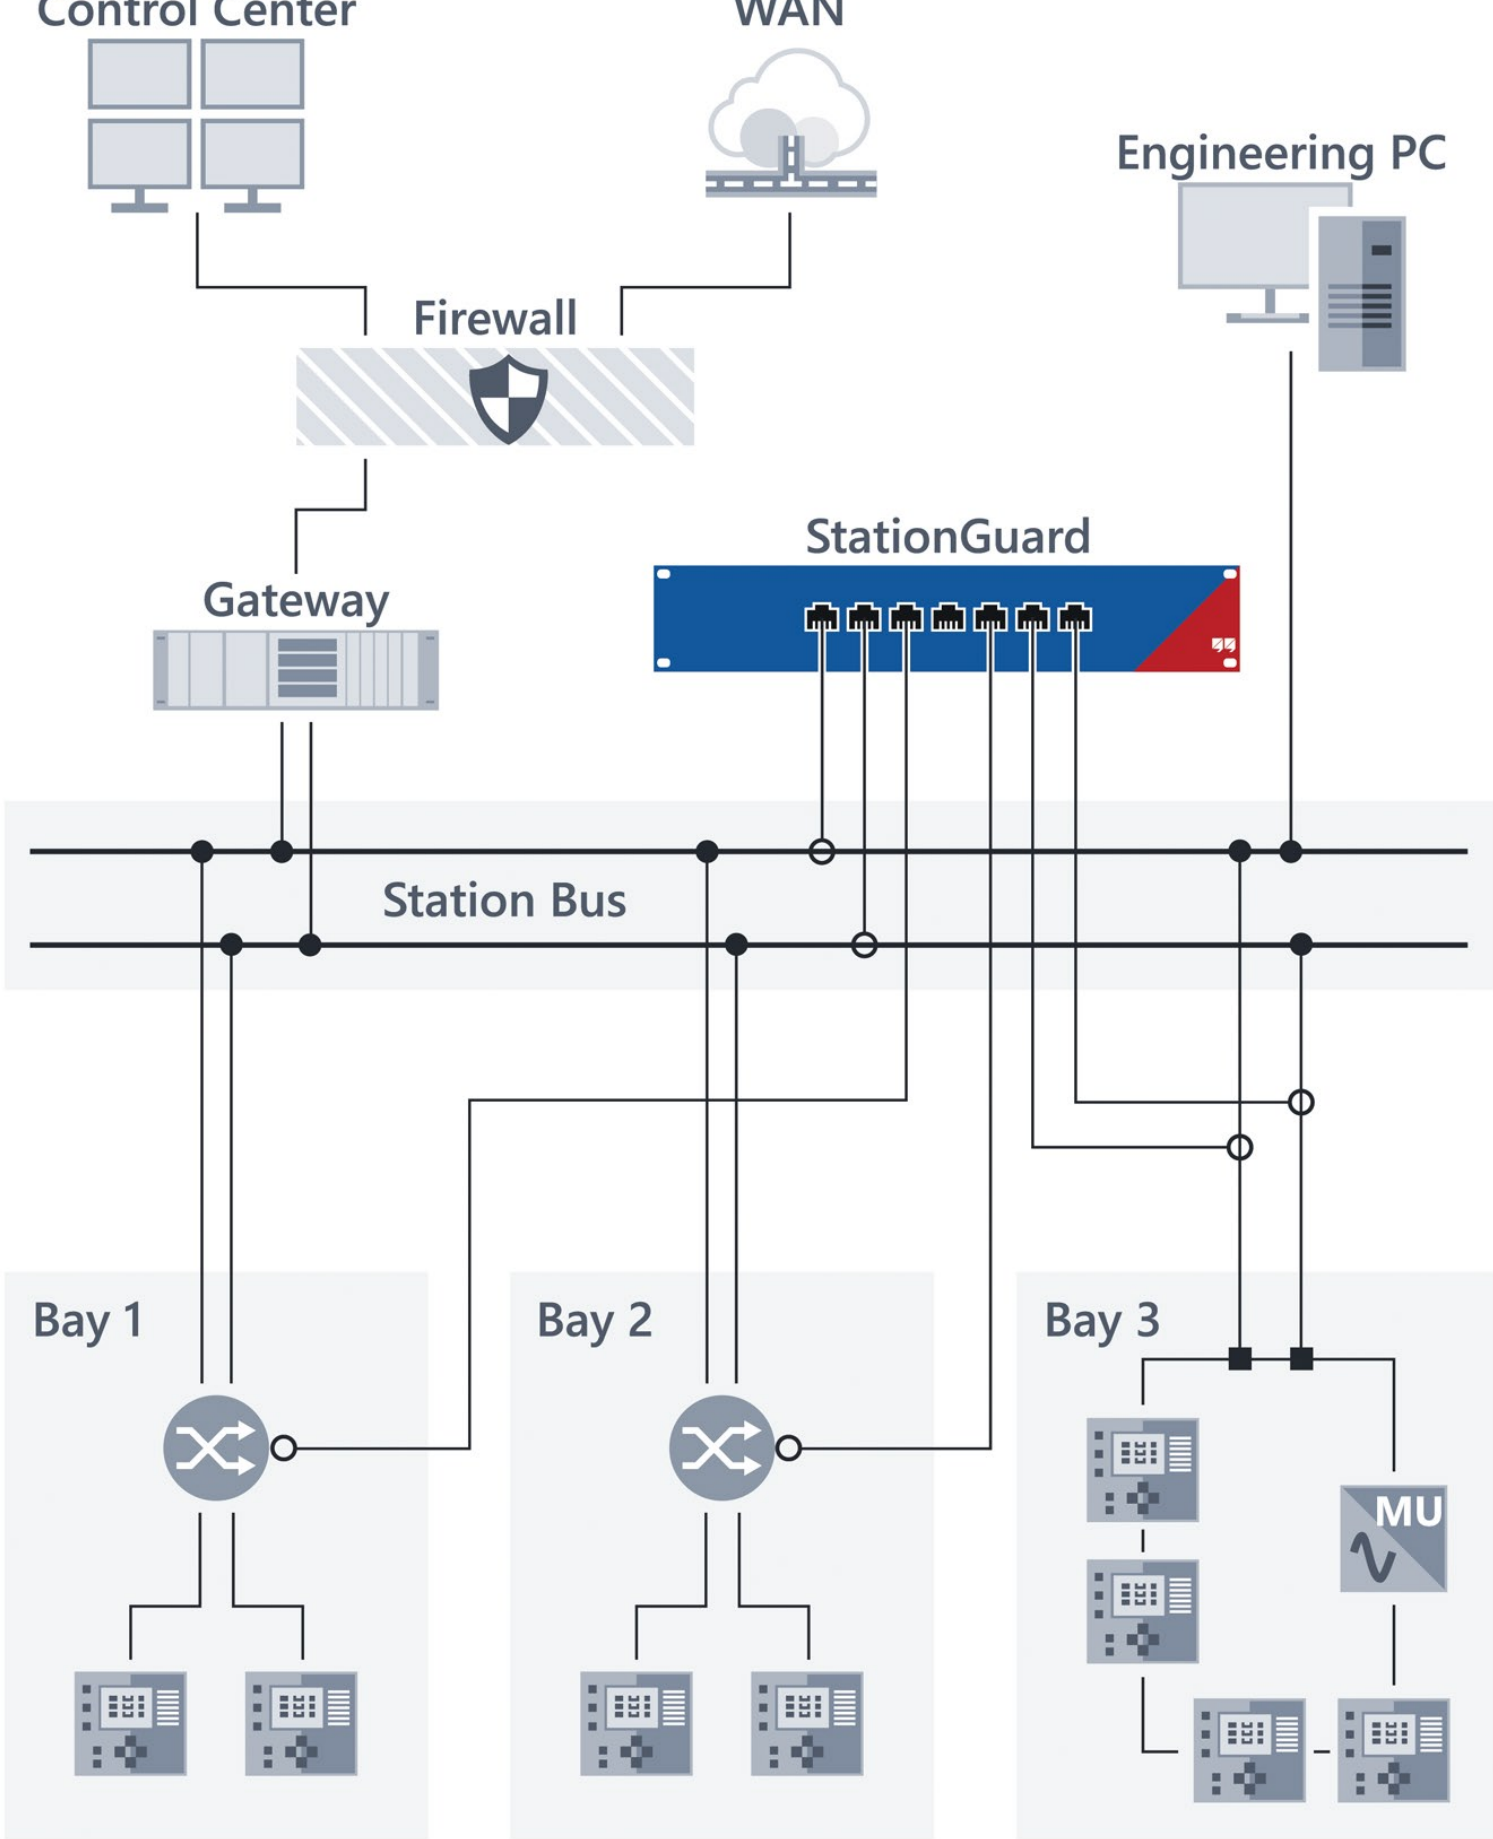 Control Center
WAN
Engineering PC
Firewall
StationGuard
Gateway
Station Bus
Bay 1
Bay 2
Bay 3
MU